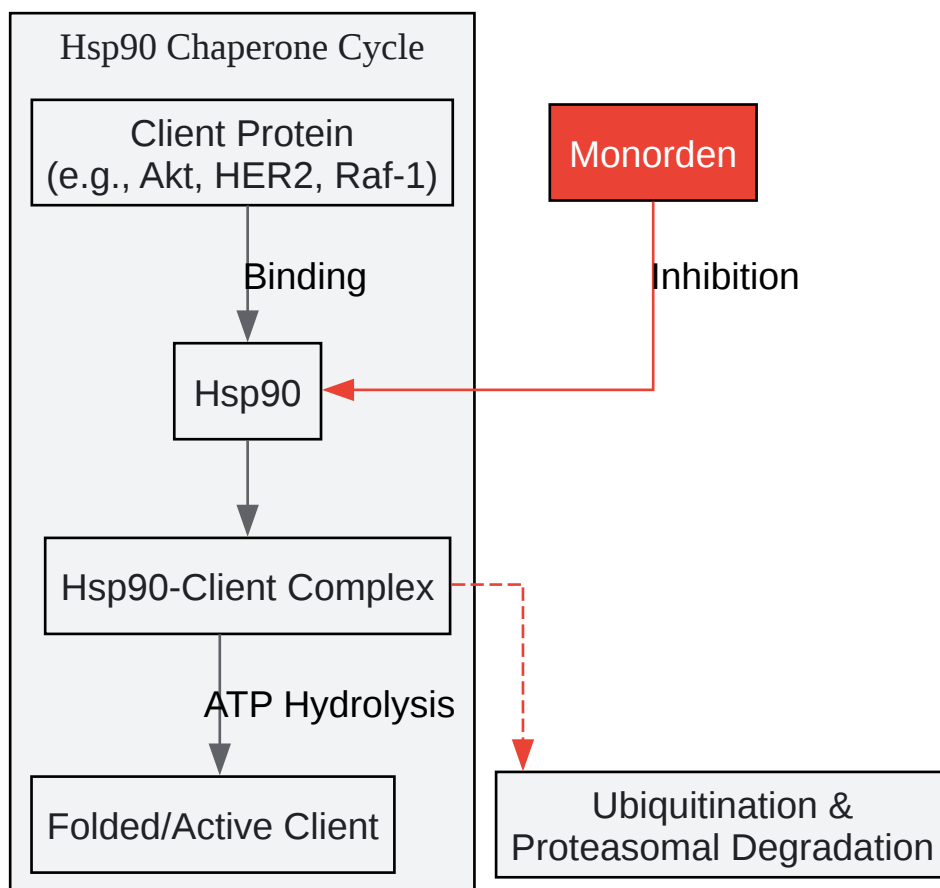 Hsp90 Chaperone Cycle
Client Protein
(e.g., Akt, HER2, Raf-1)
Monorden
Binding
Inhibition
Hsp90
Hsp90-Client Complex
ATP Hydrolysis
Folded/Active Client
Ubiquitination &
Proteasomal Degradation